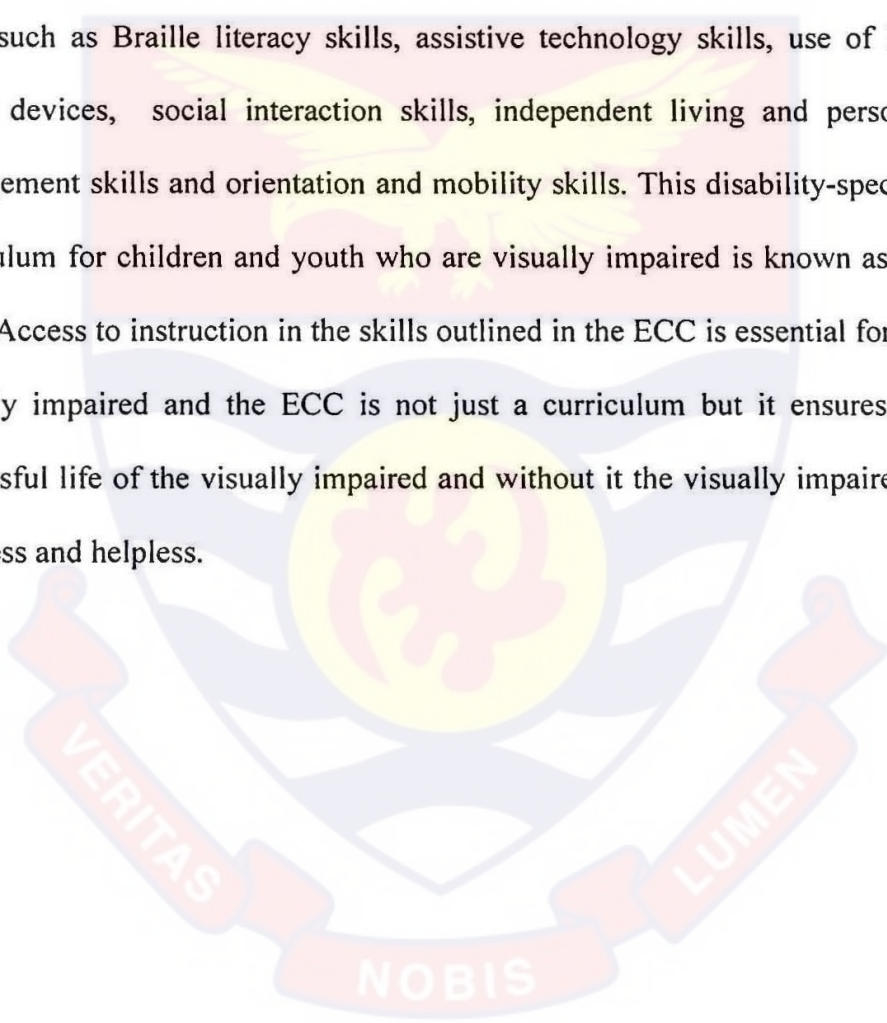 such as Braille literacy skills, assistive technology skills, use of
devices, social interaction skills, independent living and perso
ement skills and orientation and mobility skills. This disability-spec
ulum for children and youth who are visually impaired is known as
Access to instruction in the skills outlined in the ECC is essential for
y impaired and the ECC is not just a curriculum but it ensures
sful life of the visually impaired and without it the visually impaire
ess and helpless.
VERITAS
NOBIS
LUMEN